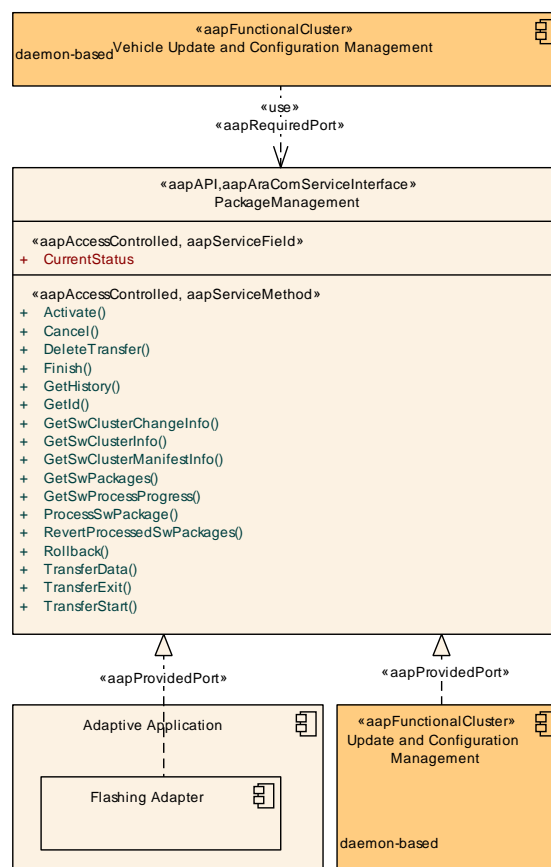 «aapFunctionalCluster»
Vehicle Update and Configuration Management
daemon-based
«use»
«aapRequiredPort»
«aapAPI,aapAraComServiceInterface»
PackageManagement
«aapAccessControlled, aapServiceField»
+ CurrentStatus
«aapAccessControlled, aapServiceMethod»
+ Activate()
+ Cancel()
+ DeleteTransfer()
+ Finish()
+ GetHistory()
+ GetId()
+ GetSwClusterChangeInfo()
+ GetSwClusterInfo()
+ GetSwClusterManifestInfo()
+ GetSwPackages()
+ GetSwProcessProgress()
+ ProcessSwPackage()
+ RevertProcessedSwPackages()
+ Rollback()
+ TransferData()
+ TransferExit()
+ TransferStart()
«aapProvidedPort»
«aapProvidedPort»
Adaptive Application
Flashing Adapter
«aapFunctionalCluster»
Update and Configuration
Management
daemon-based